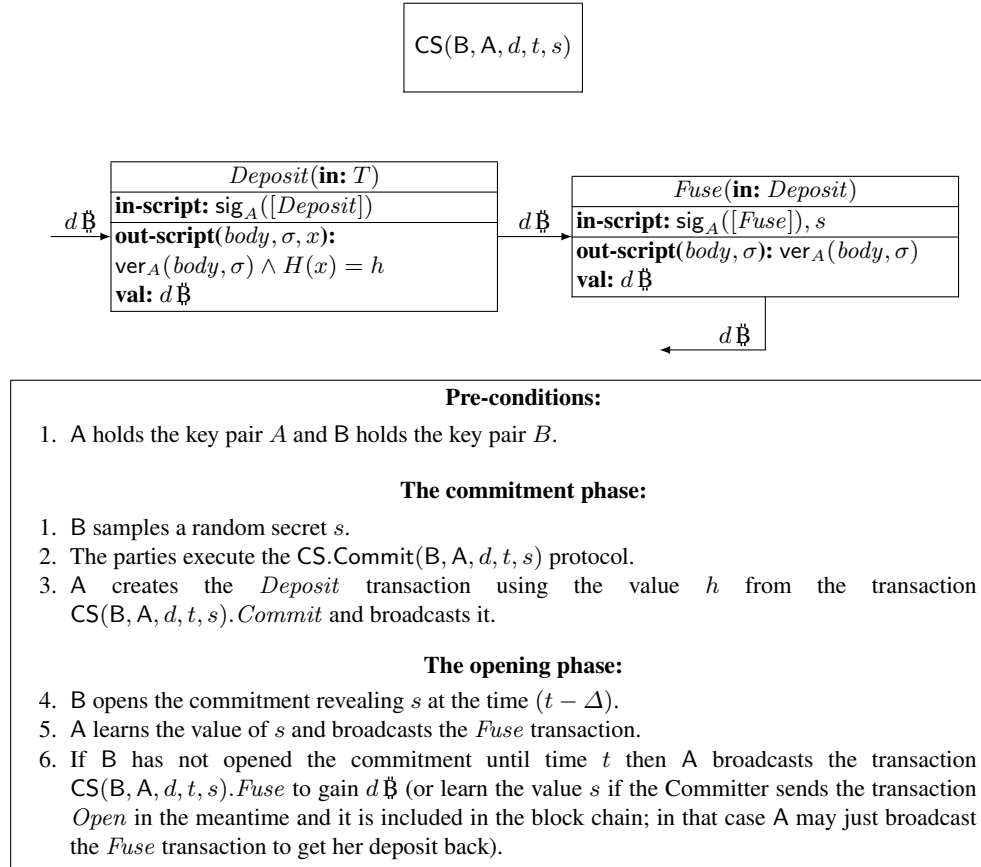 CS(B, A, d, t, s)
d ₿
Deposit(in: T)
in-script: sig_A([Deposit])
out-script(body, σ, x):
ver_A(body, σ) ∧ H(x) = h
val: d ₿
d ₿
Fuse(in: Deposit)
in-script: sig_A([Fuse]), s
out-script(body, σ): ver_A(body, σ)
val: d ₿
d ₿
Pre-conditions:
1. A holds the key pair A and B holds the key pair B.
The commitment phase:
1. B samples a random secret s.
2. The parties execute the CS.Commit(B, A, d, t, s) protocol.
3. A creates the Deposit transaction using the value h from the transaction
CS(B, A, d, t, s).Commit and broadcasts it.
The opening phase:
4. B opens the commitment revealing s at the time (t − Δ).
5. A learns the value of s and broadcasts the Fuse transaction.
6. If B has not opened the commitment until time t then A broadcasts the transaction
CS(B, A, d, t, s).Fuse to gain d ₿ (or learn the value s if the Committer sends the transaction
Open in the meantime and it is included in the block chain; in that case A may just broadcast
the Fuse transaction to get her deposit back).